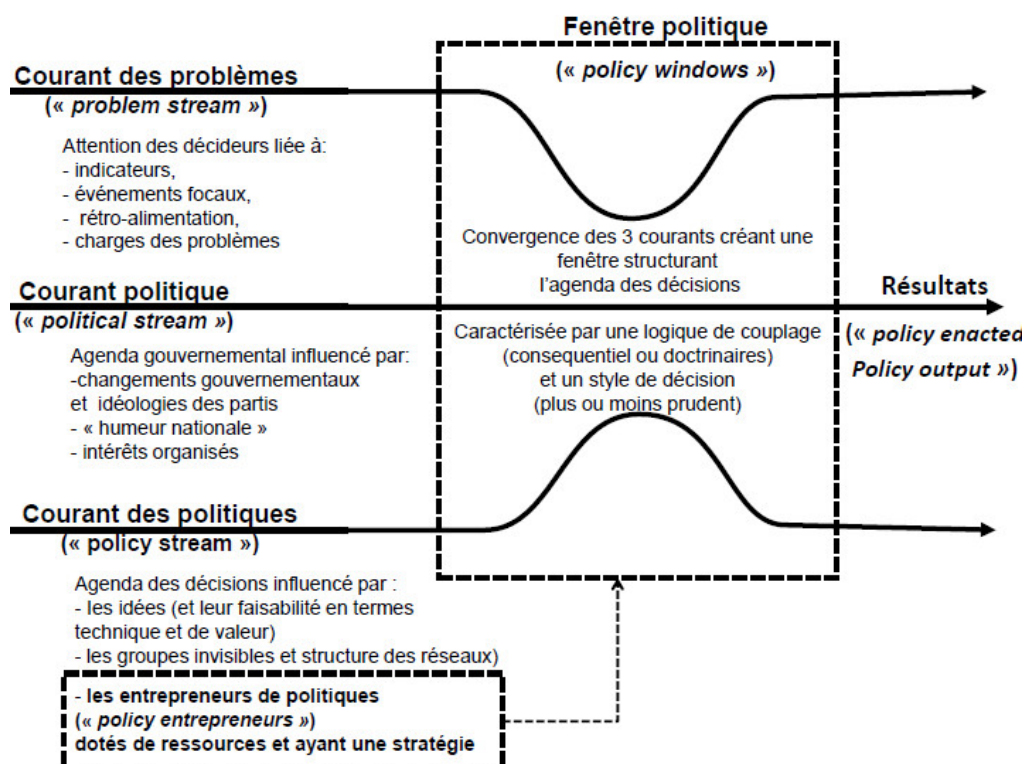 Fenêtre politique
(« policy windows »)
Courant des problèmes
(« problem stream »)
Attention des décideurs liée à:
- indicateurs,
- événements focaux,
- rétro-alimentation,
- charges des problèmes
Convergence des 3 courants créant une
fenêtre structurant
l'agenda des décisions
Courant politique
(« political stream »)
Agenda gouvernemental influencé par:
-changements gouvernementaux
et idéologies des partis
- « humeur nationale »
- intérêts organisés
Caractérisée par une logique de couplage
(consequentiel ou doctrinaires)
et un style de décision
(plus ou moins prudent)
Résultats
(« policy enacted
Policy output »)
Courant des politiques
(« policy stream »)
Agenda des décisions influencé par :
- les idées (et leur faisabilité en termes
technique et de valeur)
- les groupes invisibles et structure des réseaux)
- les entrepreneurs de politiques
(« policy entrepreneurs »)
dotés de ressources et ayant une stratégie